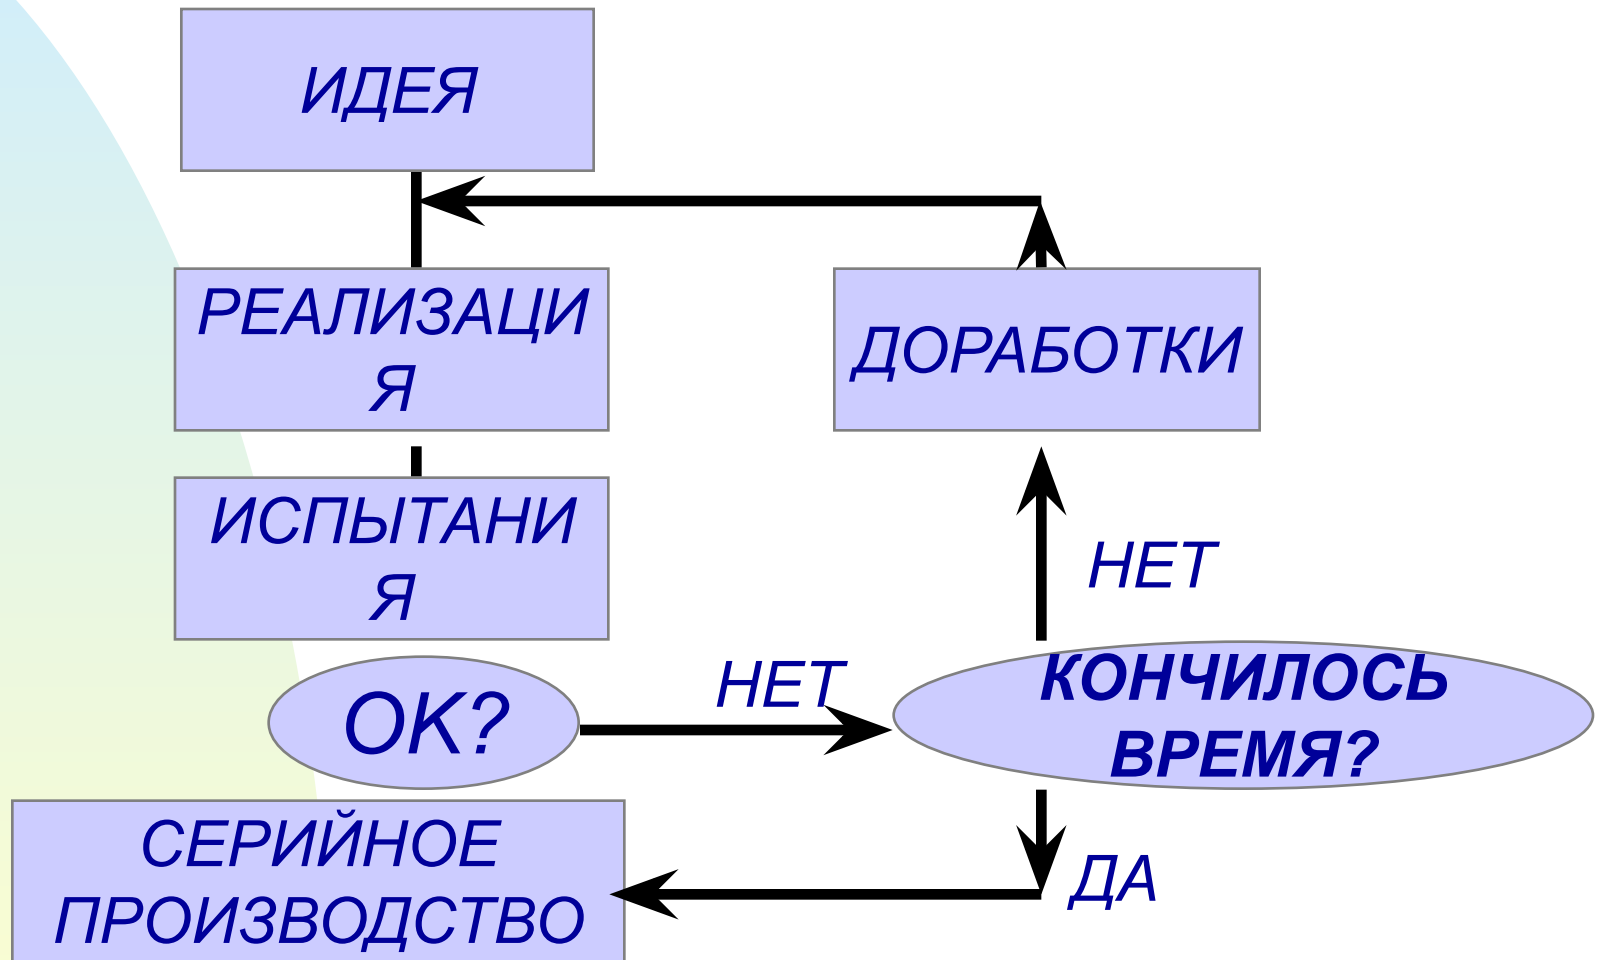 ИДЕЯ
РЕАЛИЗАЦИ
Я
ДОРАБОТКИ
ИСПЫТАНИ
Я
НЕТ
ОК?
НЕТ
КОНЧИЛОСЬ
ВРЕМЯ?
СЕРИЙНОЕ
ПРОИЗВОДСТВО
ДА